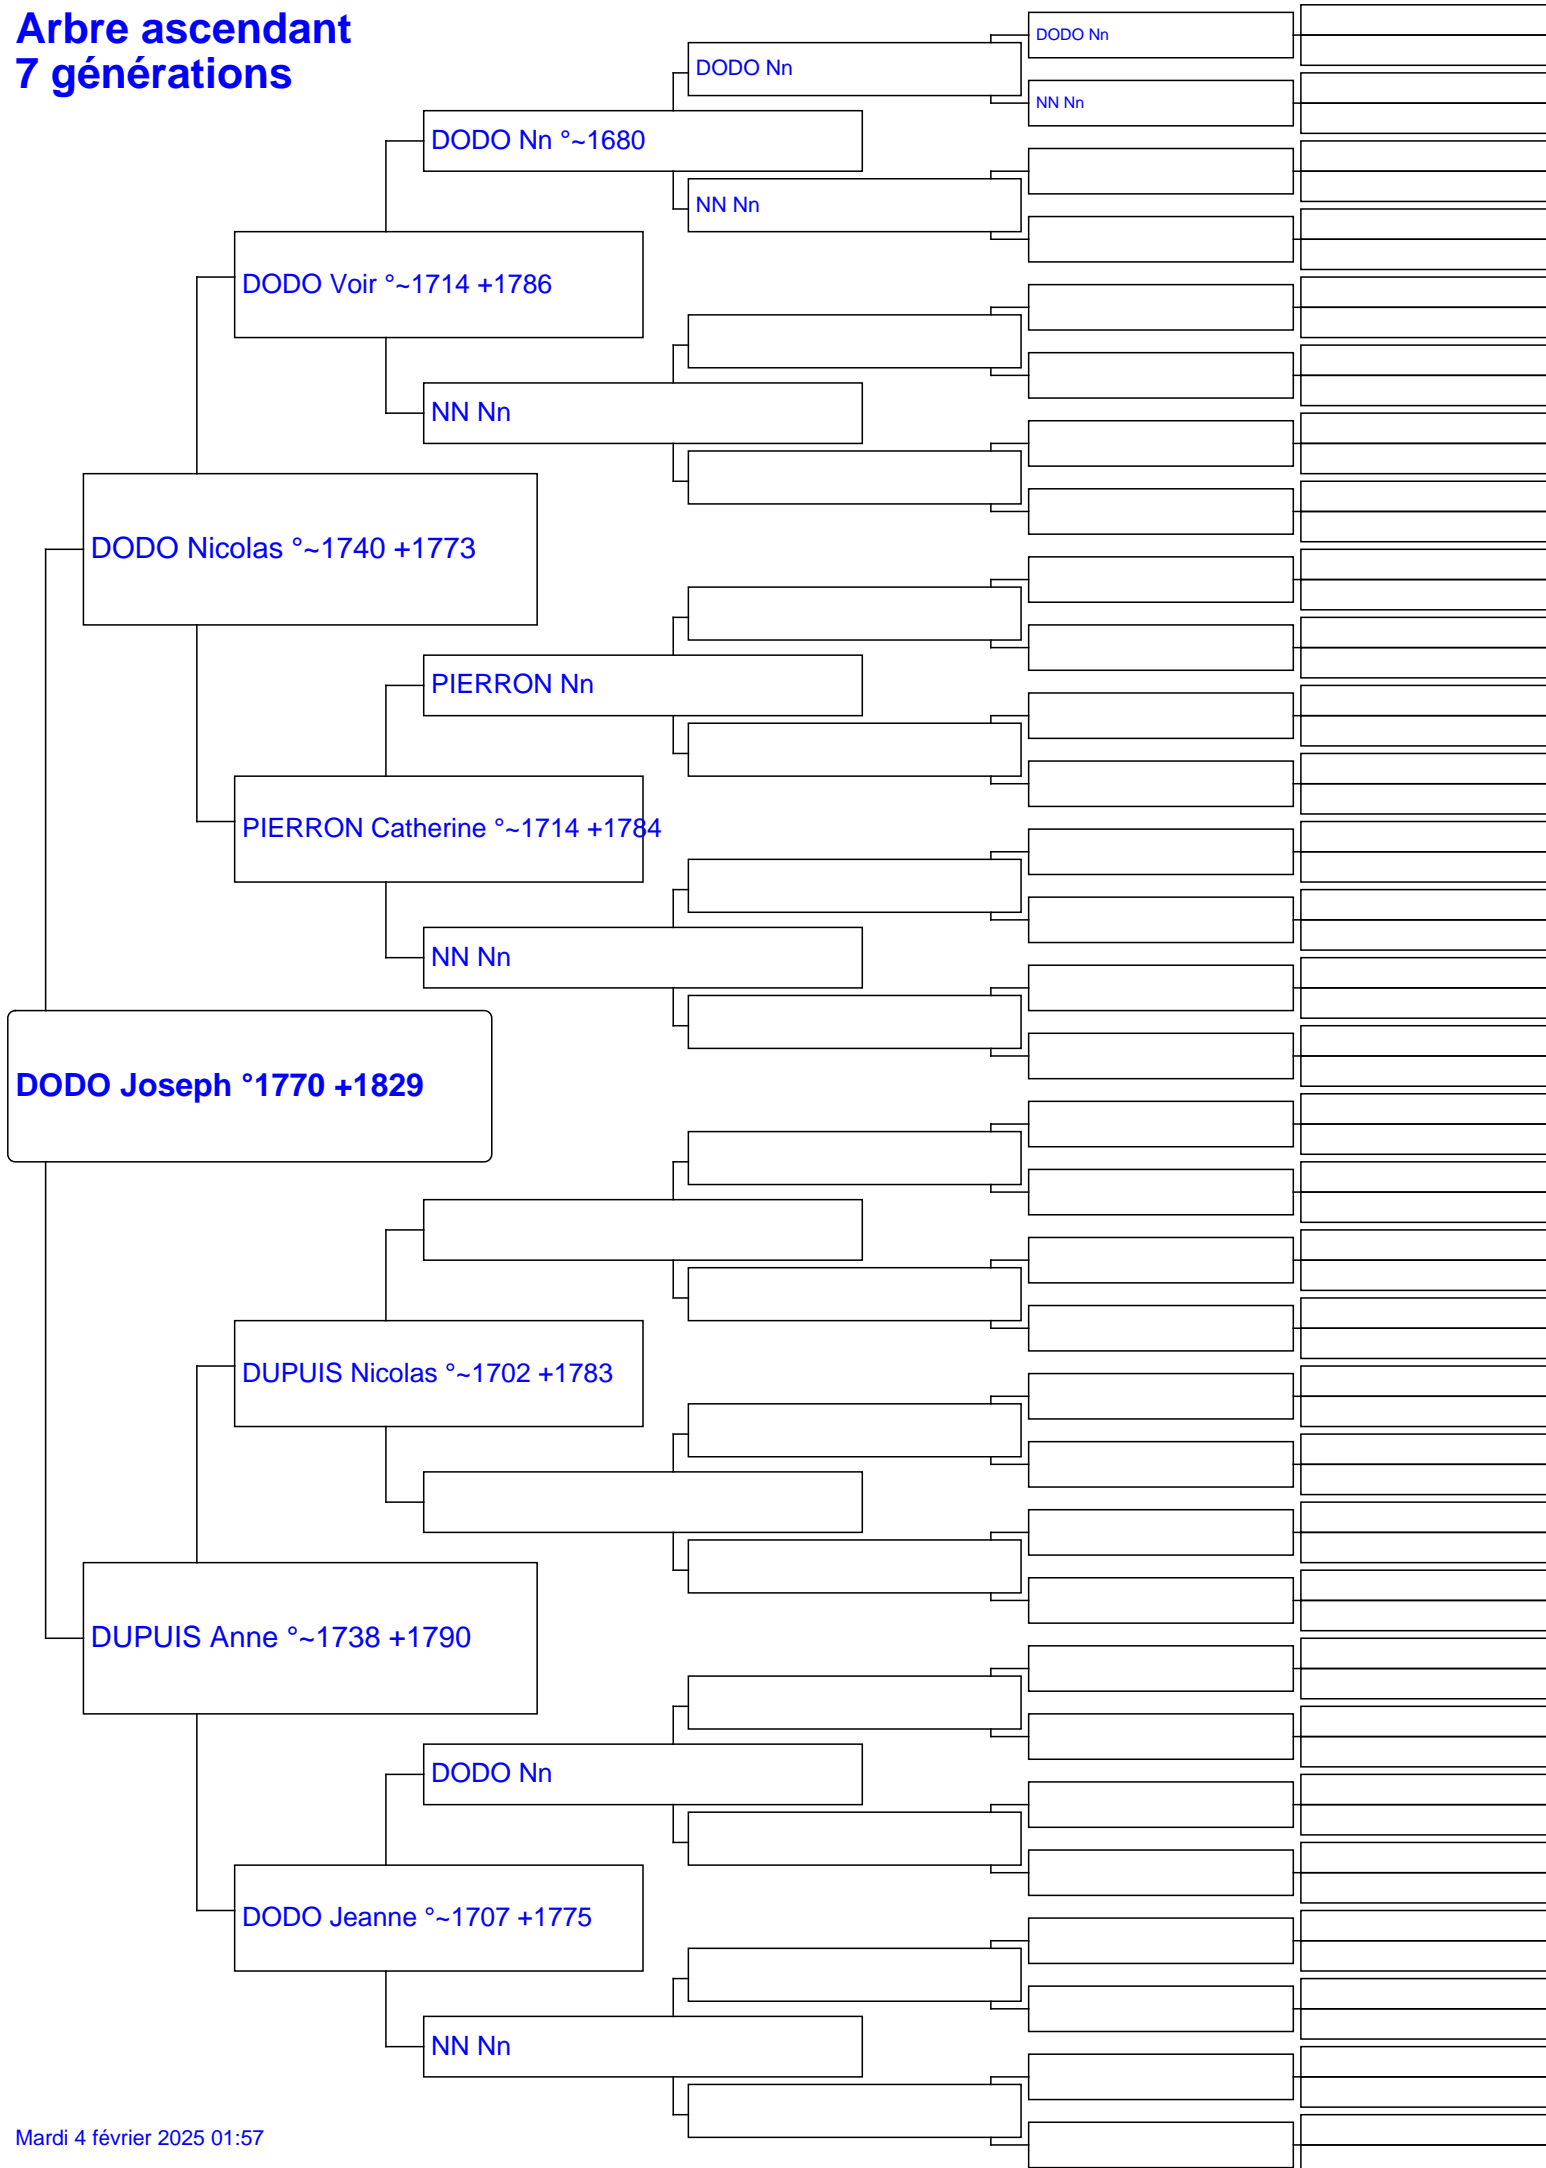 Arbre ascendant
7 générations
DODO Nn
NN Nn
DODO Nn
DODO Nn °~1680
NN Nn
DODO Voir °~1714 +1786
NN Nn
DODO Nicolas °~1740 +1773
PIERRON Nn
PIERRON Catherine °~1714 +1784
NN Nn
DODO Joseph °1770 +1829
DUPUIS Nicolas °~1702 +1783
DUPUIS Anne °~1738 +1790
DODO Nn
DODO Jeanne °~1707 +1775
NN Nn
Mardi 4 février 2025 01:57